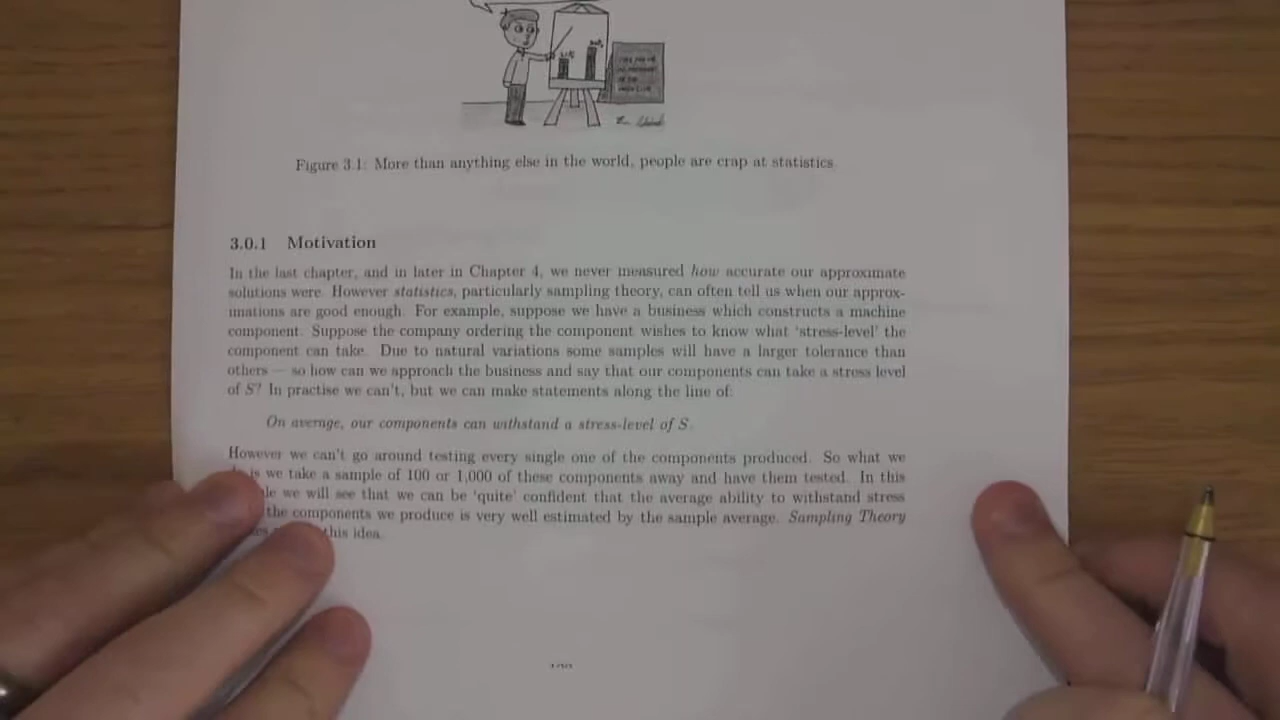 Figure 3.1: More than anything else in the world, people are crap at statistics.
3.0.1 Motivation
In the last chapter, and in later in Chapter 4, we never measured how accurate our approximate
solutions were. However statistics, particularly sampling theory, can often tell us when our approx-
imations are good enough. For example, suppose we have a business which constructs a machine
component. Suppose the company ordering the component wishes to know what ‘stress-level’ the
component can take. Due to natural variations some samples will have a larger tolerance than
others — so how can we approach the business and say that our components can take a stress level
of S? In practise we can't, but we can make statements along the line of:
On average, our components can withstand a stress-level of S.
However we can't go around testing every single one of the components produced. So what we
is we take a sample of 100 or 1,000 of these components away and have them tested. In this
we will see that we can be ‘quite’ confident that the average ability to withstand stress
the components we produce is very well estimated by the sample average. Sampling Theory
this idea.